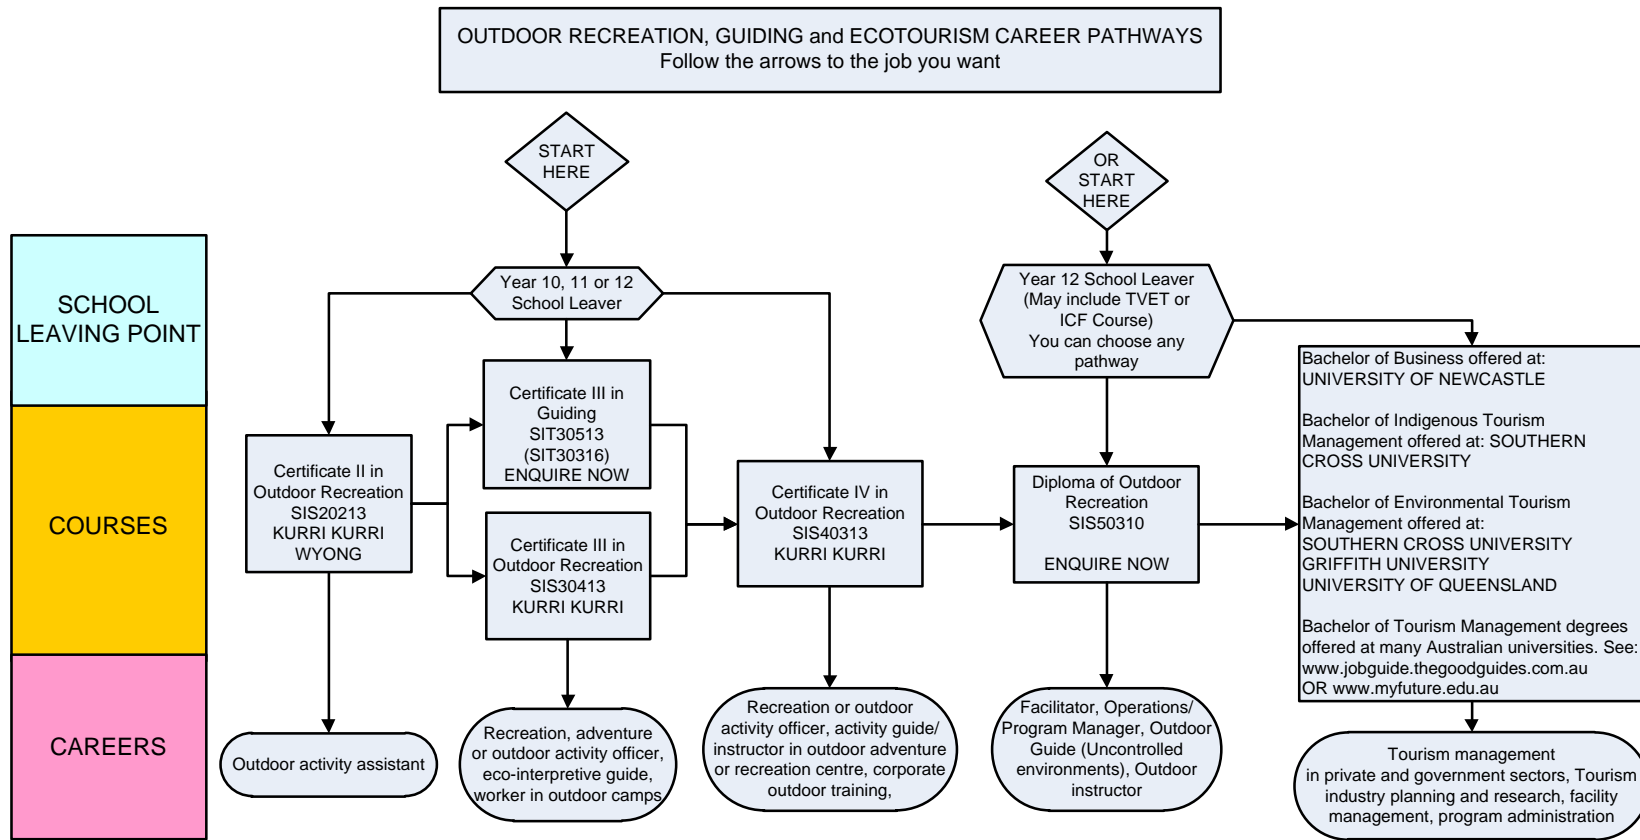 OUTDOOR RECREATION, GUIDING and ECOTOURISM CAREER PATHWAYS
Follow the arrows to the job you want
START
HERE
OR
START
HERE
SCHOOL
LEAVING POINT
Year 10, 11 or 12
School Leaver
Year 12 School Leaver
(May include TVET or
ICF Course)
You can choose any
pathway
COURSES
Certificate II in
Outdoor Recreation
SIS20213
KURRI KURRI
WYONG
Certificate III in
Guiding
SIT30513
(SIT30316)
ENQUIRE NOW
Certificate III in
Outdoor Recreation
SIS30413
KURRI KURRI
Certificate IV in
Outdoor Recreation
SIS40313
KURRI KURRI
Diploma of Outdoor
Recreation
SIS50310
ENQUIRE NOW
Bachelor of Business offered at:
UNIVERSITY OF NEWCASTLE
Bachelor of Indigenous Tourism
Management offered at: SOUTHERN
CROSS UNIVERSITY
Bachelor of Environmental Tourism
Management offered at:
SOUTHERN CROSS UNIVERSITY
GRIFFITH UNIVERSITY
UNIVERSITY OF QUEENSLAND
Bachelor of Tourism Management degrees
offered at many Australian universities. See:
www.jobguide.thegoodguides.com.au
OR www.myfuture.edu.au
CAREERS
Outdoor activity assistant
Recreation, adventure
or outdoor activity officer,
eco-interpretive guide,
worker in outdoor camps
Recreation or outdoor
activity officer, activity guide/
instructor in outdoor adventure
or recreation centre, corporate
outdoor training,
Facilitator, Operations/
Program Manager, Outdoor
Guide (Uncontrolled
environments), Outdoor
instructor
Tourism management
in private and government sectors, Tourism
industry planning and research, facility
management, program administration